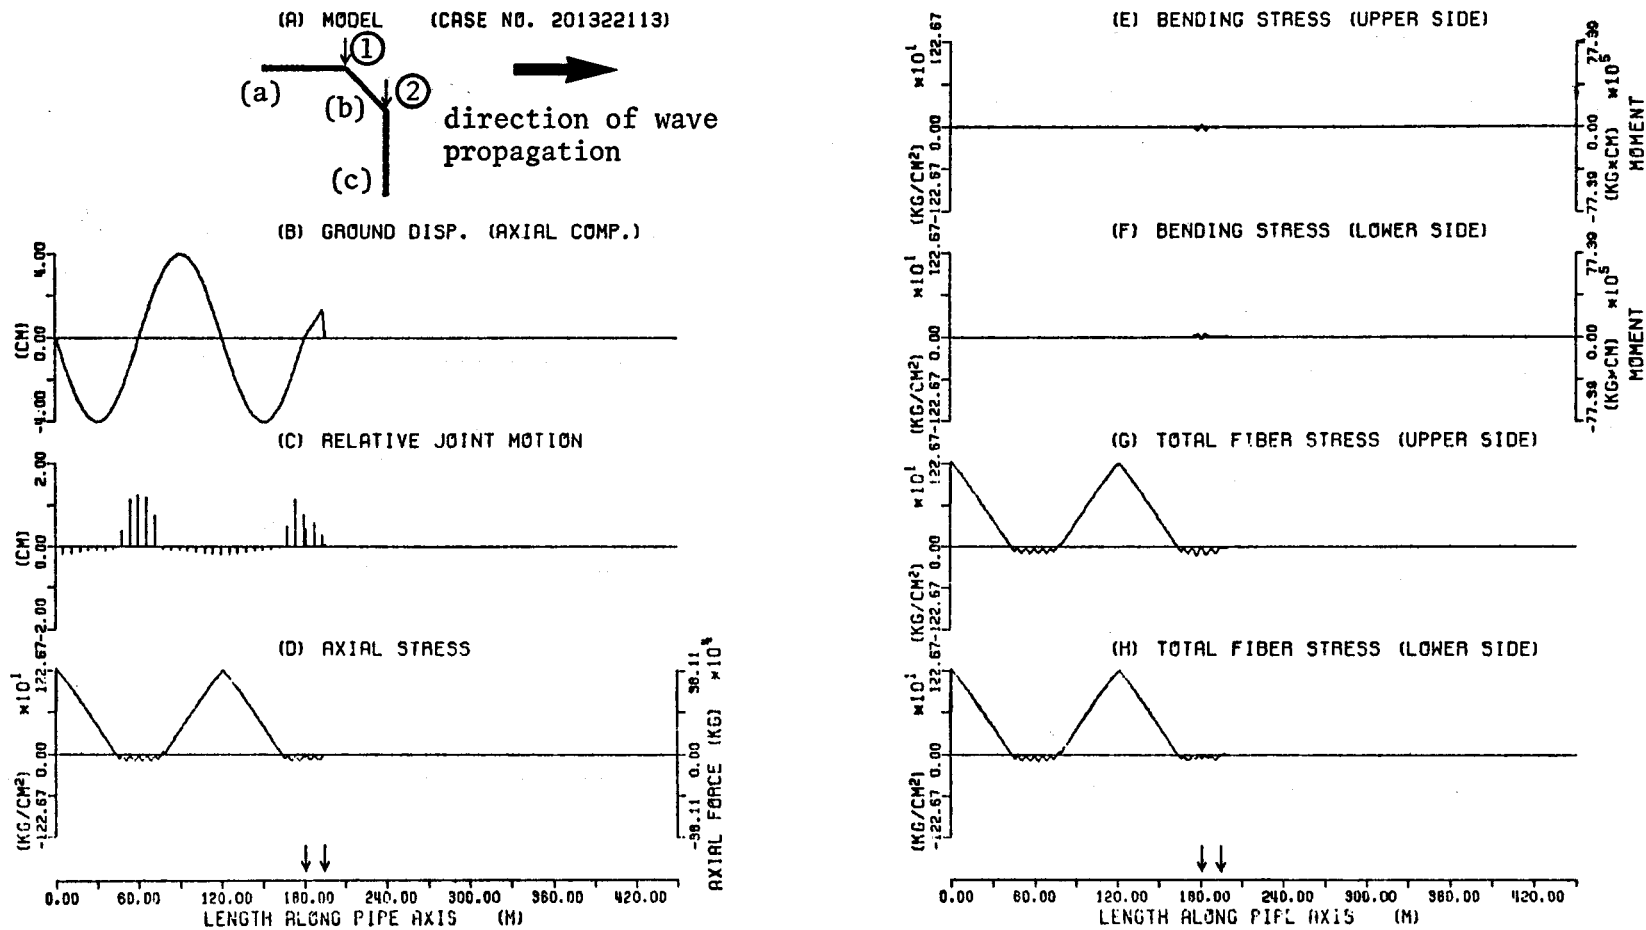 (A) MODEL (CASE NO. 201322113)
①
②
(a)
(b)
(c)
direction of wave
propagation
(B) GROUND DISP. (AXIAL COMP.)
4.00
0.00
-4.00
(CM)
(C) RELATIVE JOINT MOTION
2.00
0.00
-2.00
(CM)
(D) AXIAL STRESS
122.67
0.00
-122.67
(KG/CM²) *10¹
38.11
0.00
-38.11
AXIAL FORCE (KG) *10⁴
0.00 60.00 120.00 180.00 240.00 300.00 360.00 420.00
LENGTH ALONG PIPE AXIS (M)
(E) BENDING STRESS (UPPER SIDE)
122.67
0.00
-122.67
(KG/CM²) *10¹
77.39
0.00
-77.39
(KG*CM) *10⁵
MOMENT
(F) BENDING STRESS (LOWER SIDE)
122.67
0.00
-122.67
(KG/CM²) *10¹
77.39
0.00
-77.39
(KG*CM) *10⁵
MOMENT
(G) TOTAL FIBER STRESS (UPPER SIDE)
122.67
0.00
-122.67
(KG/CM²) *10¹
(H) TOTAL FIBER STRESS (LOWER SIDE)
122.67
0.00
-122.67
(KG/CM²) *10¹
0.00 60.00 120.00 180.00 240.00 300.00 360.00 420.00
LENGTH ALONG PIPE AXIS (M)